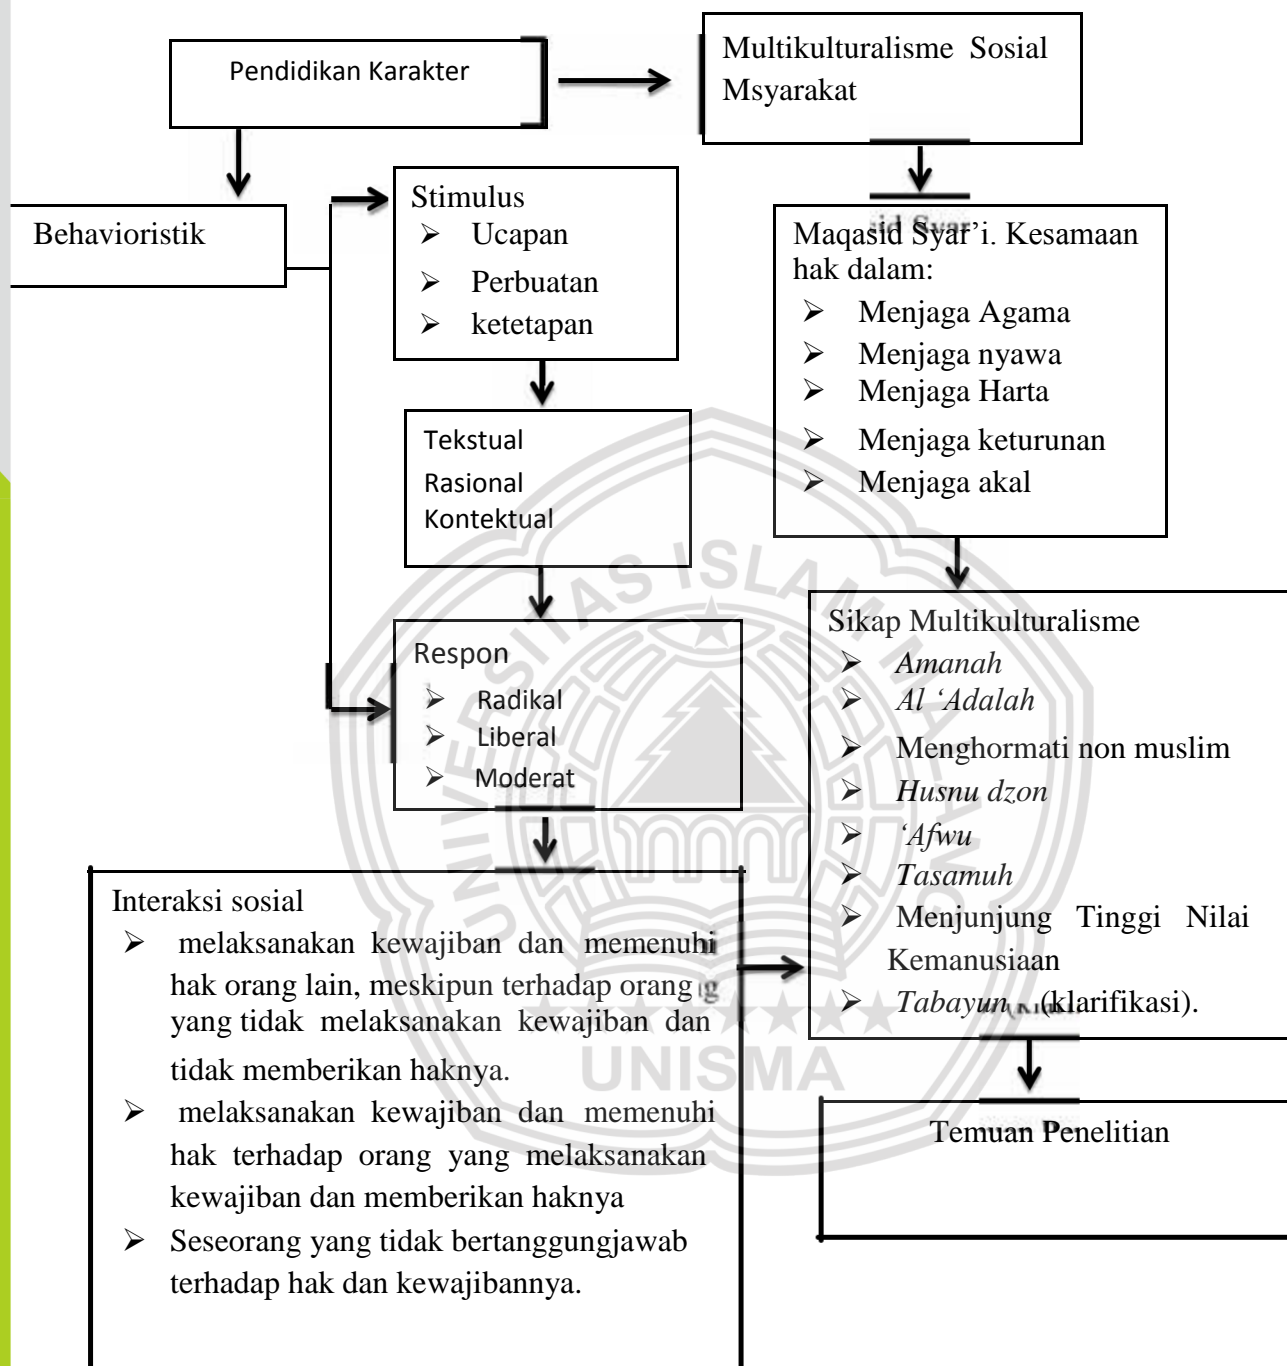 Pendidikan Karakter
Multikulturalisme Sosial
Msyarakat
Behavioristik
Stimulus
➢ Ucapan
➢ Perbuatan
➢ ketetapan
Maqasid Syar’i. Kesamaan
hak dalam:
➢ Menjaga Agama
➢ Menjaga nyawa
➢ Menjaga Harta
➢ Menjaga keturunan
➢ Menjaga akal
Tekstual
Rasional
Kontektual
Respon
➢ Radikal
➢ Liberal
➢ Moderat
Sikap Multikulturalisme
➢ Amanah
➢ Al ‘Adalah
➢ Menghormati non muslim
➢ Husnu dzon
➢ ‘Afwu
➢ Tasamuh
➢ Menjunjung Tinggi Nilai
Kemanusiaan
➢ Tabayun (klarifikasi).
Interaksi sosial
➢ melaksanakan kewajiban dan memenuhi
hak orang lain, meskipun terhadap orang
yang tidak melaksanakan kewajiban dan
tidak memberikan haknya.
➢ melaksanakan kewajiban dan memenuhi
hak terhadap orang yang melaksanakan
kewajiban dan memberikan haknya
➢ Seseorang yang tidak bertanggungjawab
terhadap hak dan kewajibannya.
Temuan Penelitian
UNIVERSITAS ISLAM MALANG
UNISMA